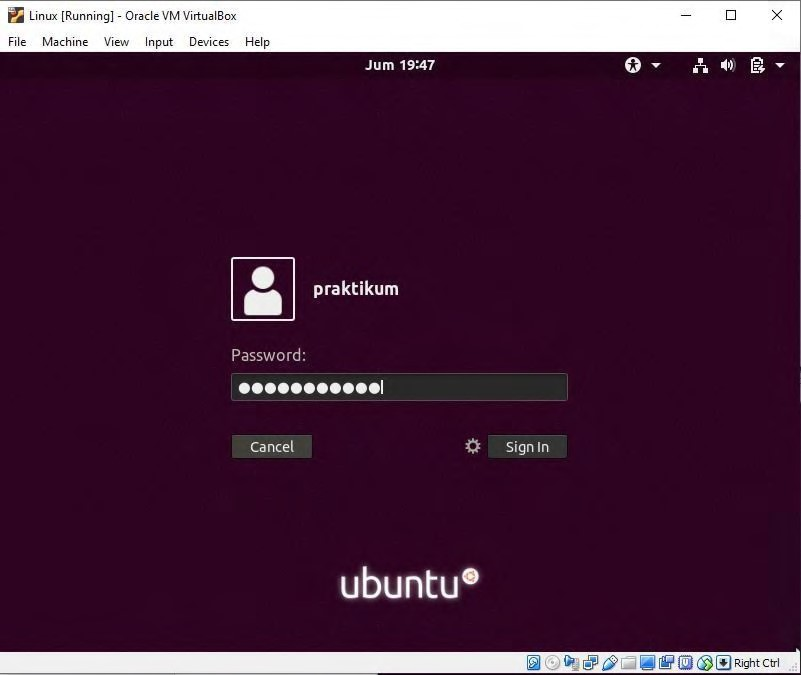 Linux [Running] - Oracle VM VirtualBox
File Machine View Input Devices Help
Jum 19:47
praktikum
Password:
●●●●●●●●●●●
Cancel Sign In
ubuntu
Right Ctrl